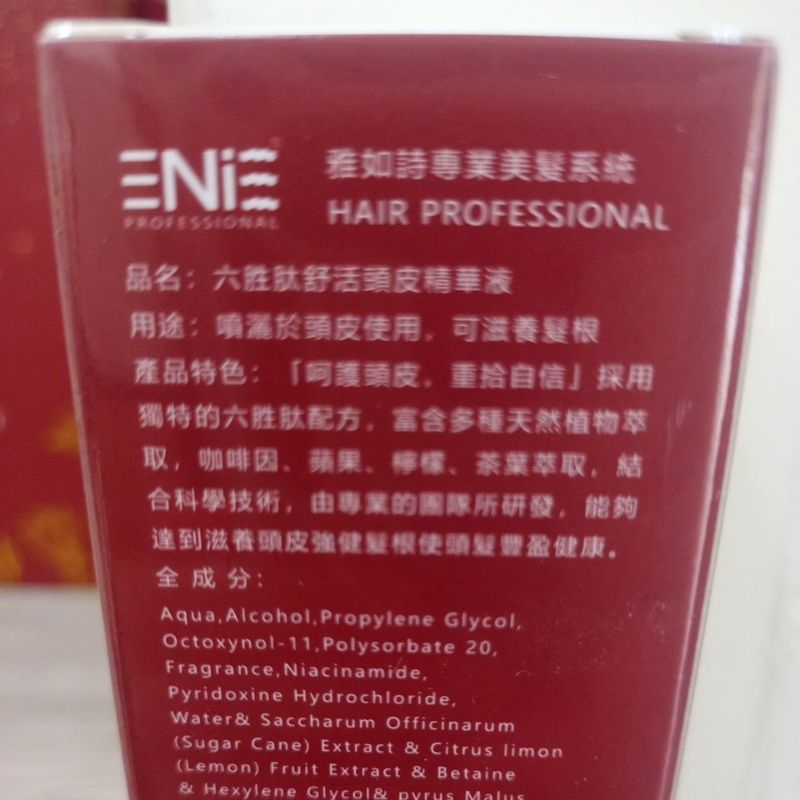 ENiE
PROFESSIONAL
雅如詩専業美髮系統
HAIR PROFESSIONAL
品名：六胜肽舒活頭皮精華液
用途：噴灑於頭皮使用，可滋養髮根
產品特色：「呵護頭皮，重拾自信」採用
獨特的六胜肽配方，富含多種天然植物萃
取，咖啡因、蘋果、檸檬、茶葉萃取，結
合科學技術，由專業的團隊所研發，能夠
達到滋養頭皮強健髮根使頭髮豐盈健康。
全成分：
Aqua,Alcohol,Propylene Glycol,
Octoxynol-11,Polysorbate 20,
Fragrance,Niacinamide,
Pyridoxine Hydrochloride,
Water& Saccharum Officinarum
(Sugar Cane) Extract & Citrus limon
(Lemon) Fruit Extract & Betaine
& Hexylene Glycol& pyrus Malus